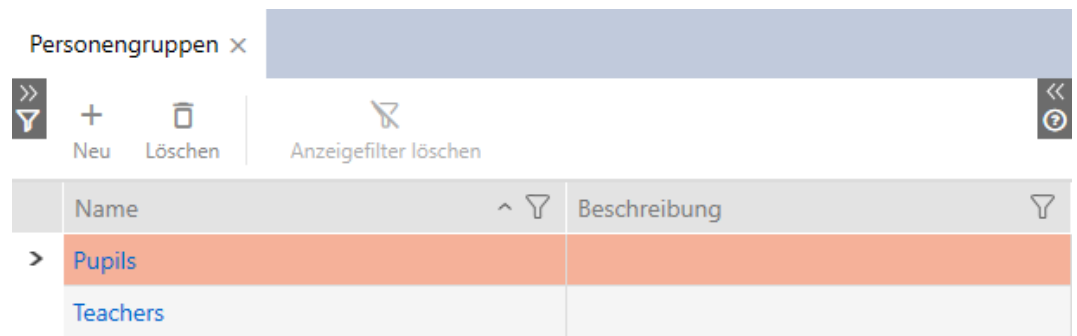 Personengruppen
Neu Löschen Anzeigefilter löschen
Name Beschreibung
Pupils
Teachers